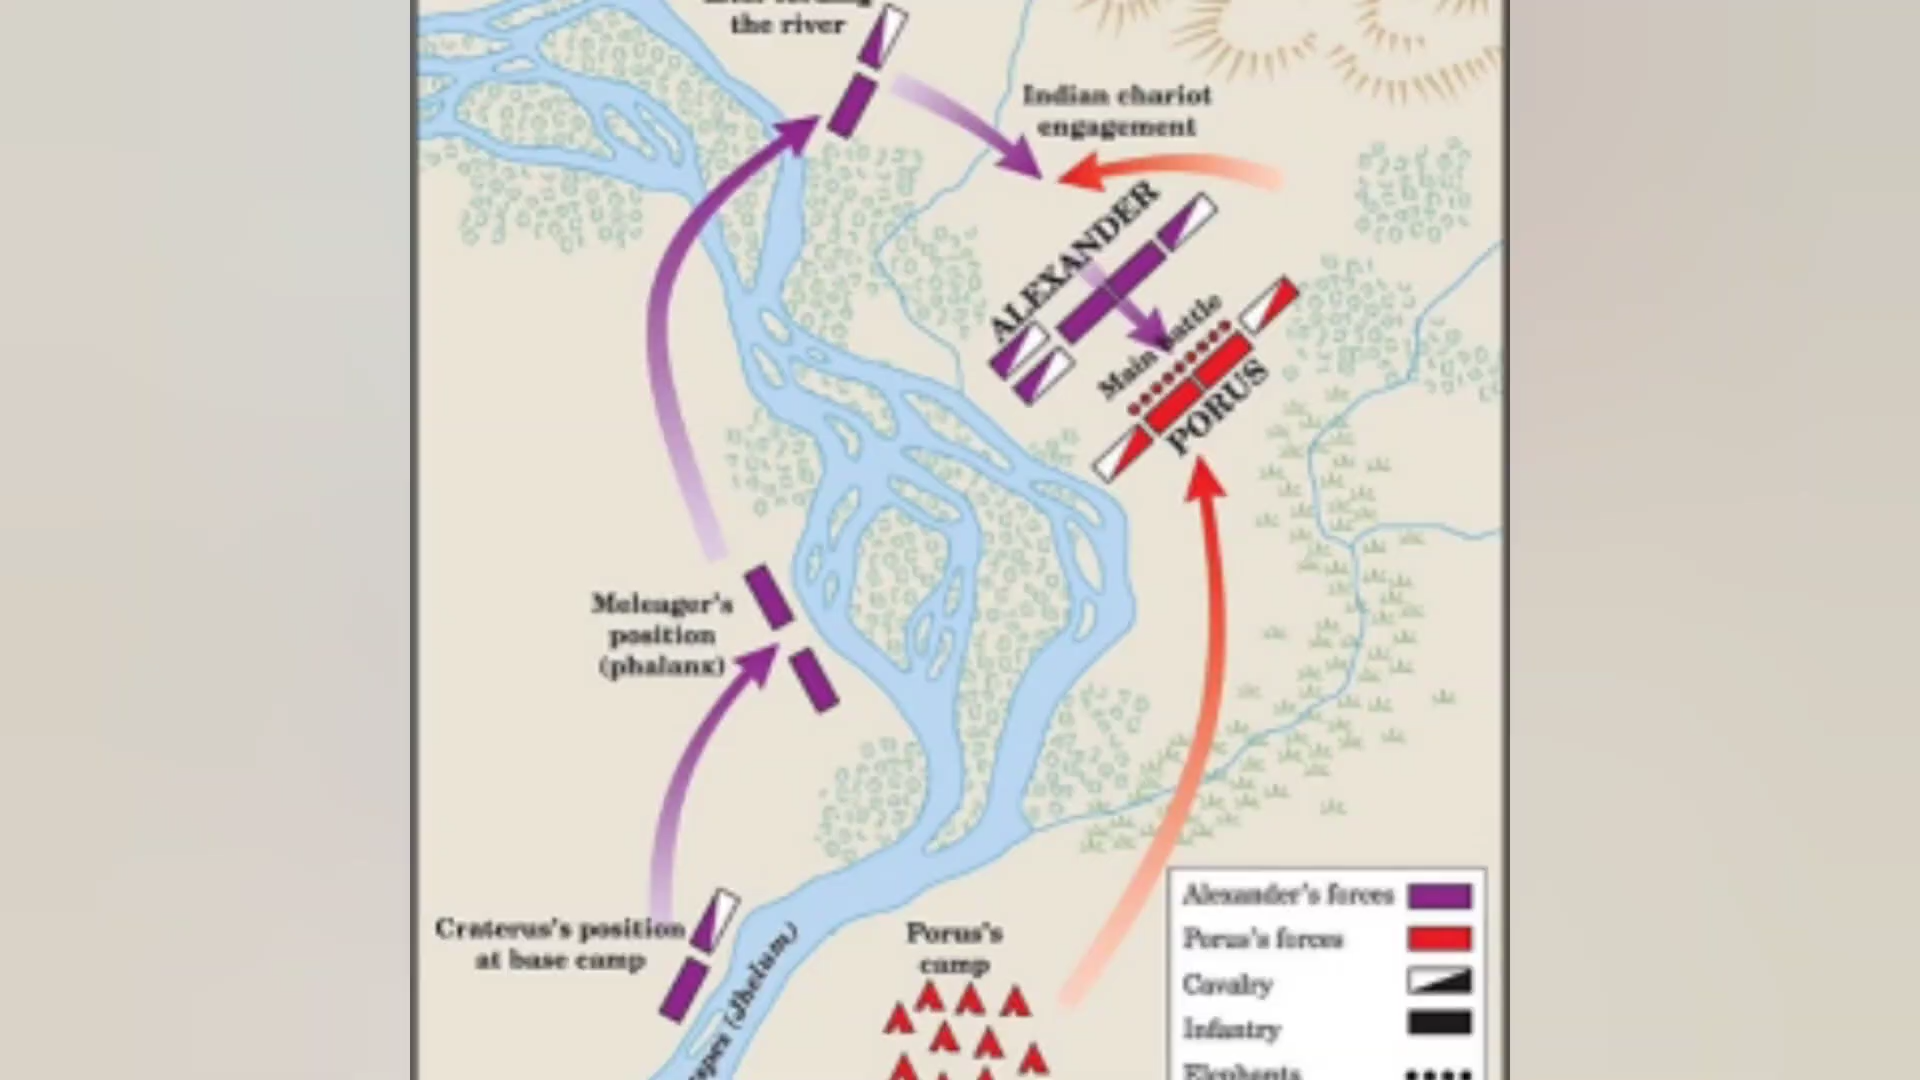 the river
Indian chariot
engagement
ALEXANDER
Main battle
PORUS
Meleager's
position
(phalanx)
Craterus's position
at base camp
Porus's
camp
(Jhelum)
Alexander's forces
Porus's forces
Cavalry
Infantry
Elephants